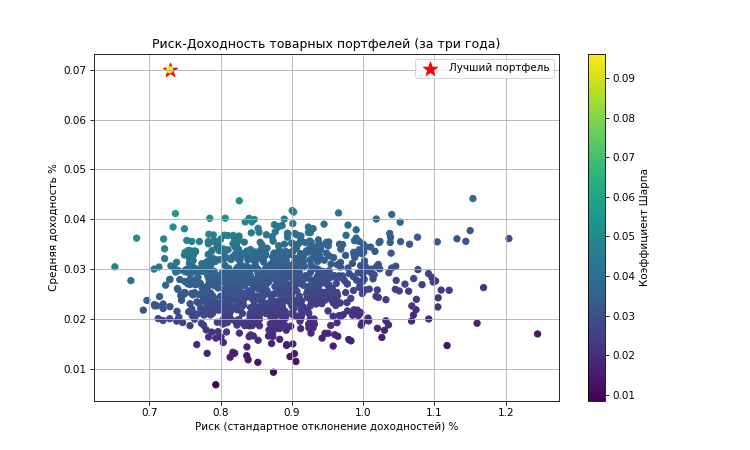 Риск-Доходность товарных портфелей (за три года)
Лучший портфель
Средняя доходность %
0.07
0.06
0.05
0.04
0.03
0.02
0.01
0.7 0.8 0.9 1.0 1.1 1.2
Риск (стандартное отклонение доходностей) %
0.09
0.08
0.07
0.06
0.05
0.04
0.03
0.02
0.01
Коэффициент Шарпа